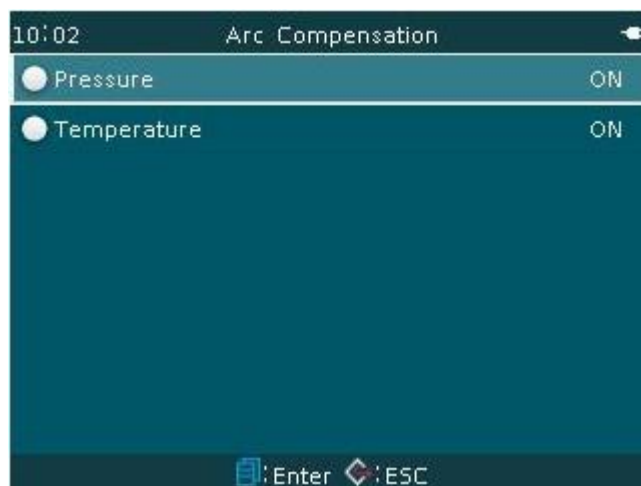 10:02 Arc Compensation
Pressure ON
Temperature ON
:Enter :ESC